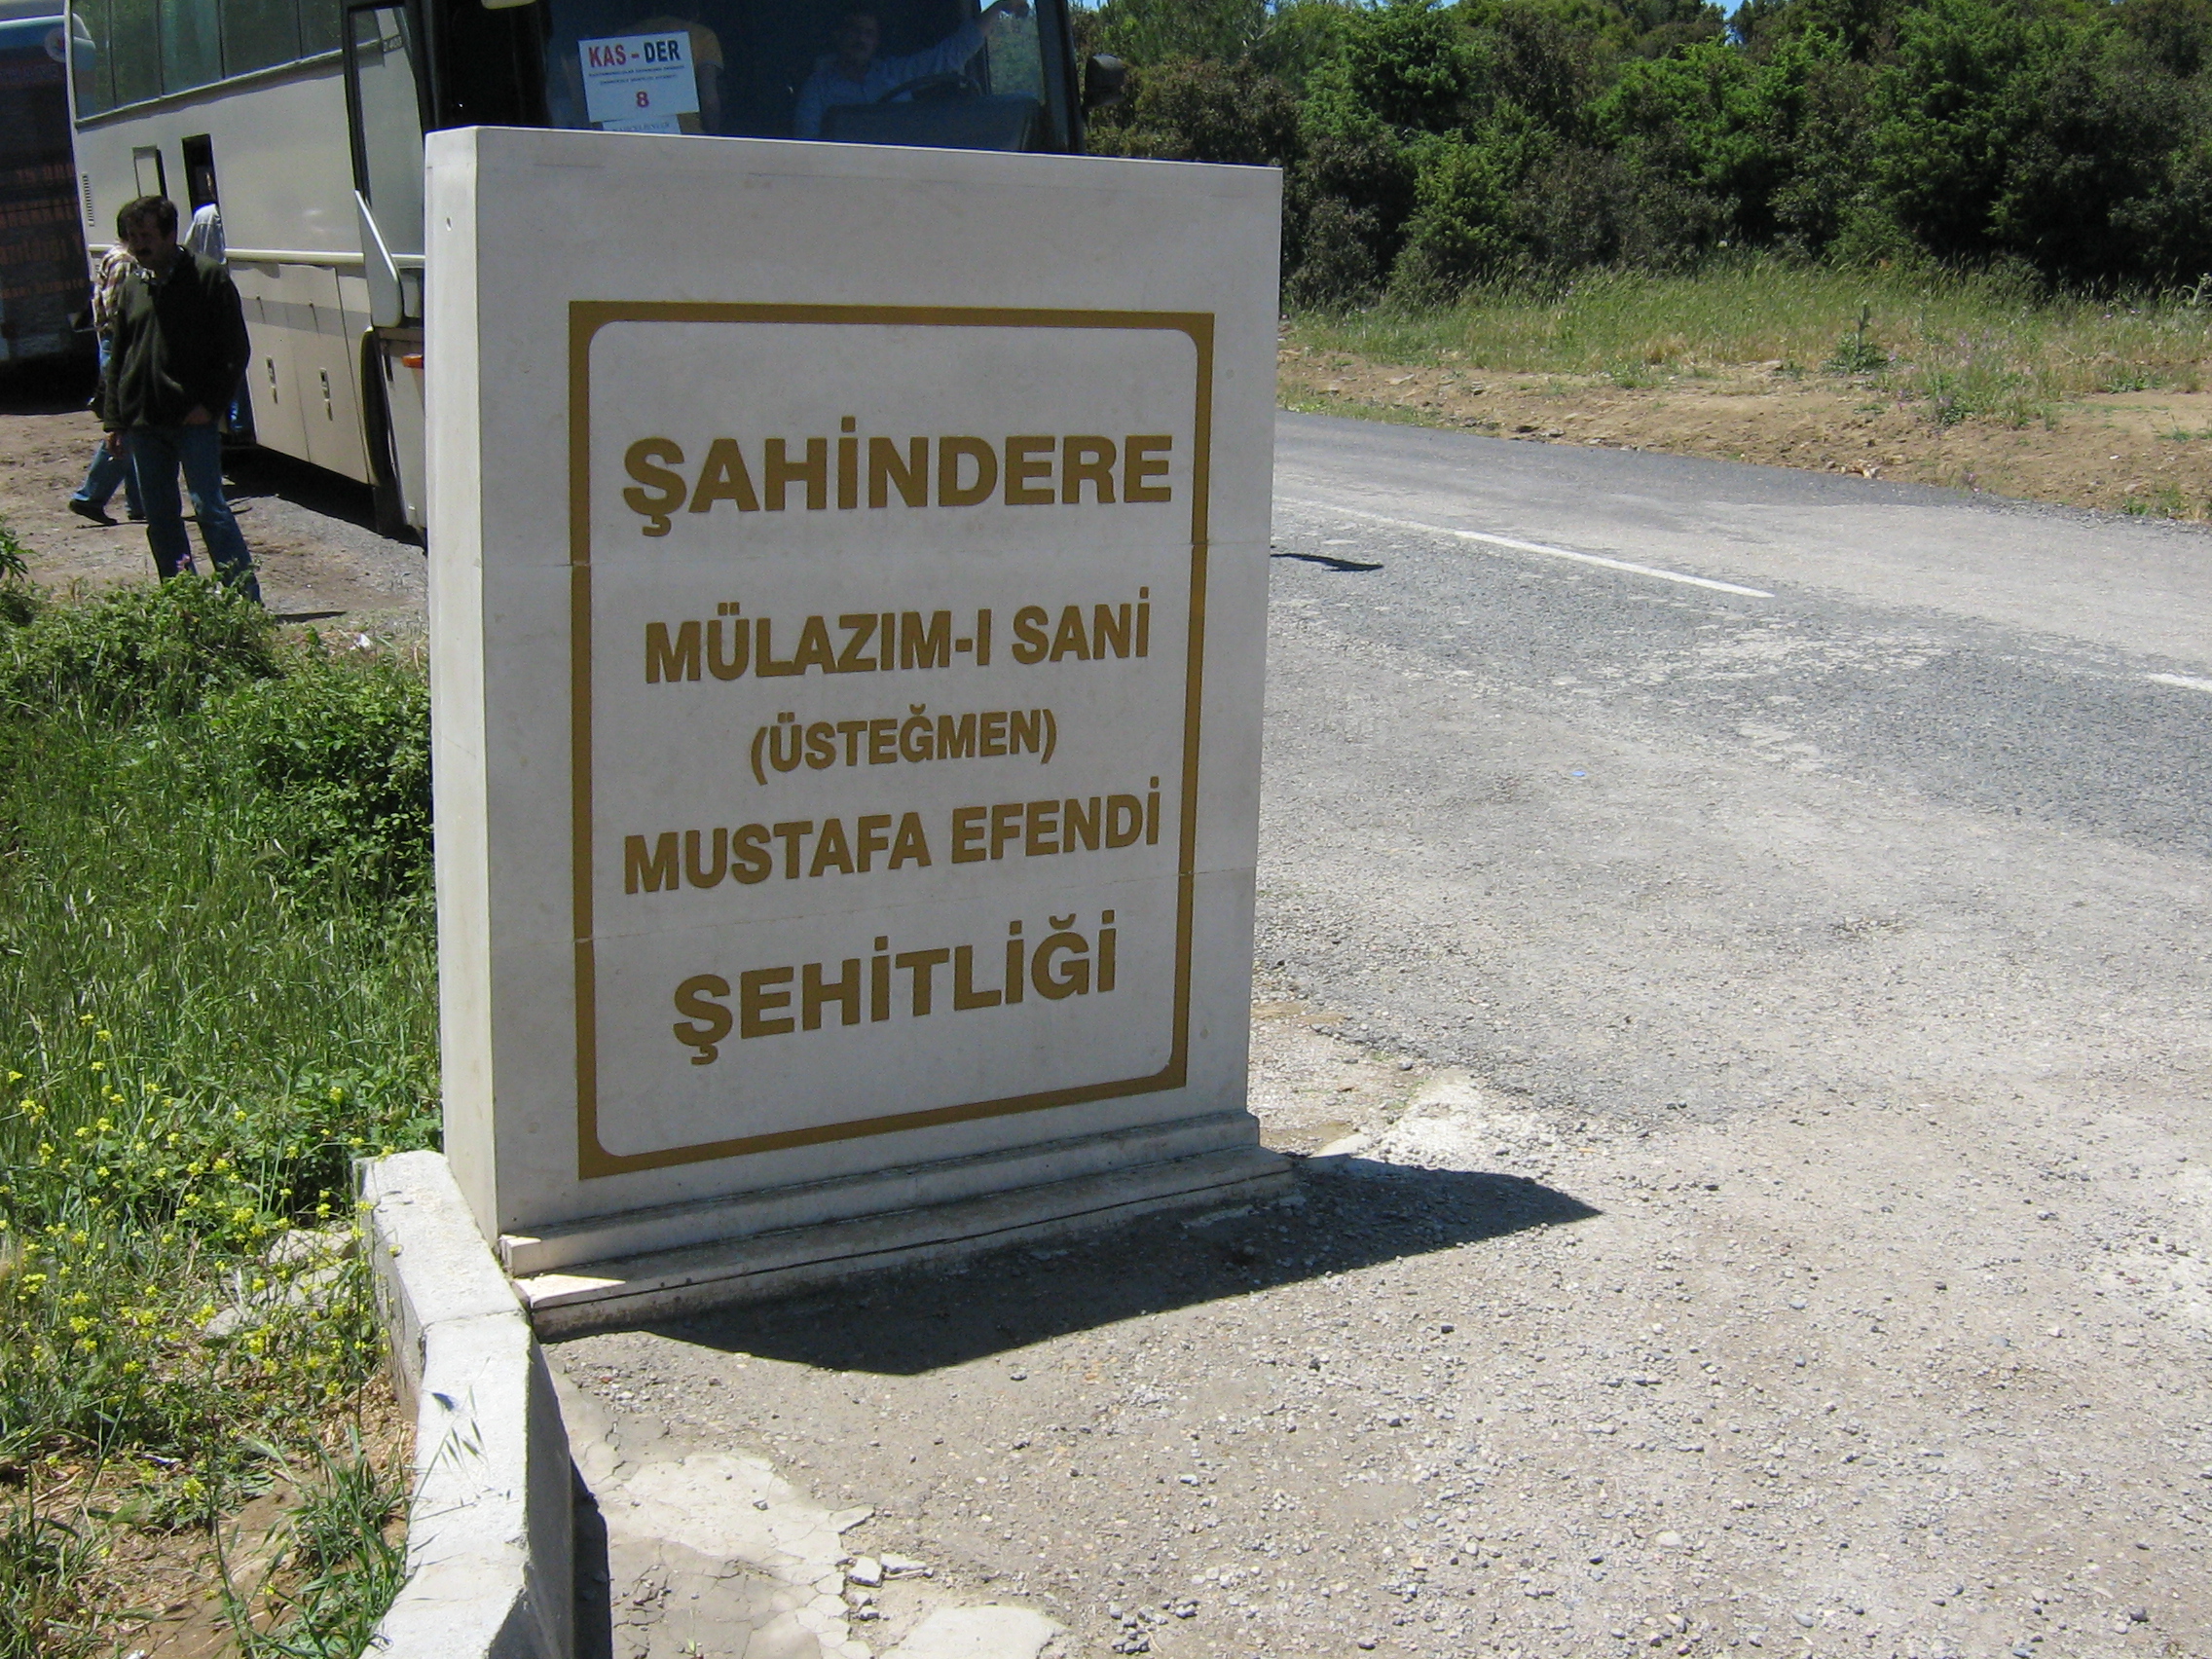 KAS - DER
8
ŞAHİNDERE
MÜLAZIM-I SANİ
(ÜSTEĞMEN)
MUSTAFA EFENDİ
ŞEHİTLİĞİ